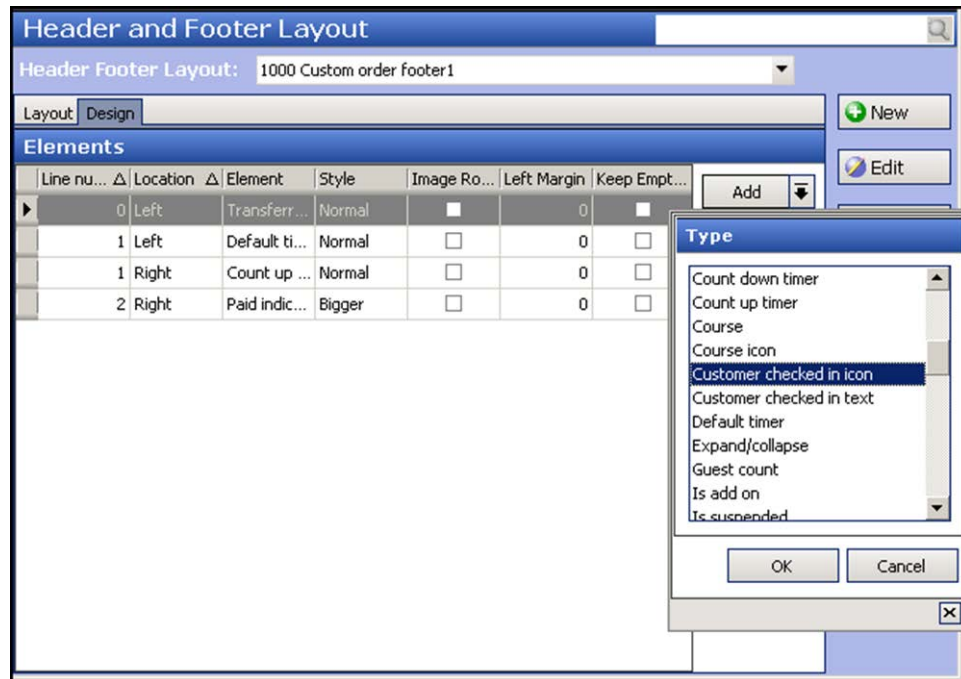 Header and Footer Layout
Header Footer Layout: 1000 Custom order footer1
Layout Design
New
Elements
Edit
Line nu... Location Element Style Image Ro... Left Margin Keep Empt...
Add
0 Left Transferr... Normal 0
1 Left Default ti... Normal 0
1 Right Count up ... Normal 0
2 Right Paid indic... Bigger 0
Type
Count down timer
Count up timer
Course
Course icon
Customer checked in icon
Customer checked in text
Default timer
Expand/collapse
Guest count
Is add on
Is suspended
OK Cancel